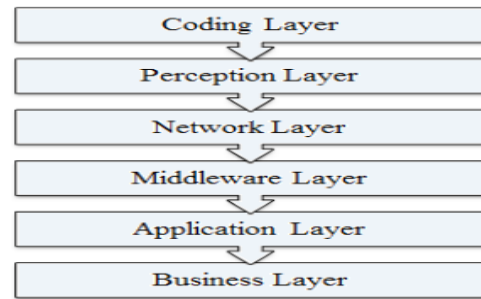 Coding Layer
Perception Layer
Network Layer
Middleware Layer
Application Layer
Business Layer